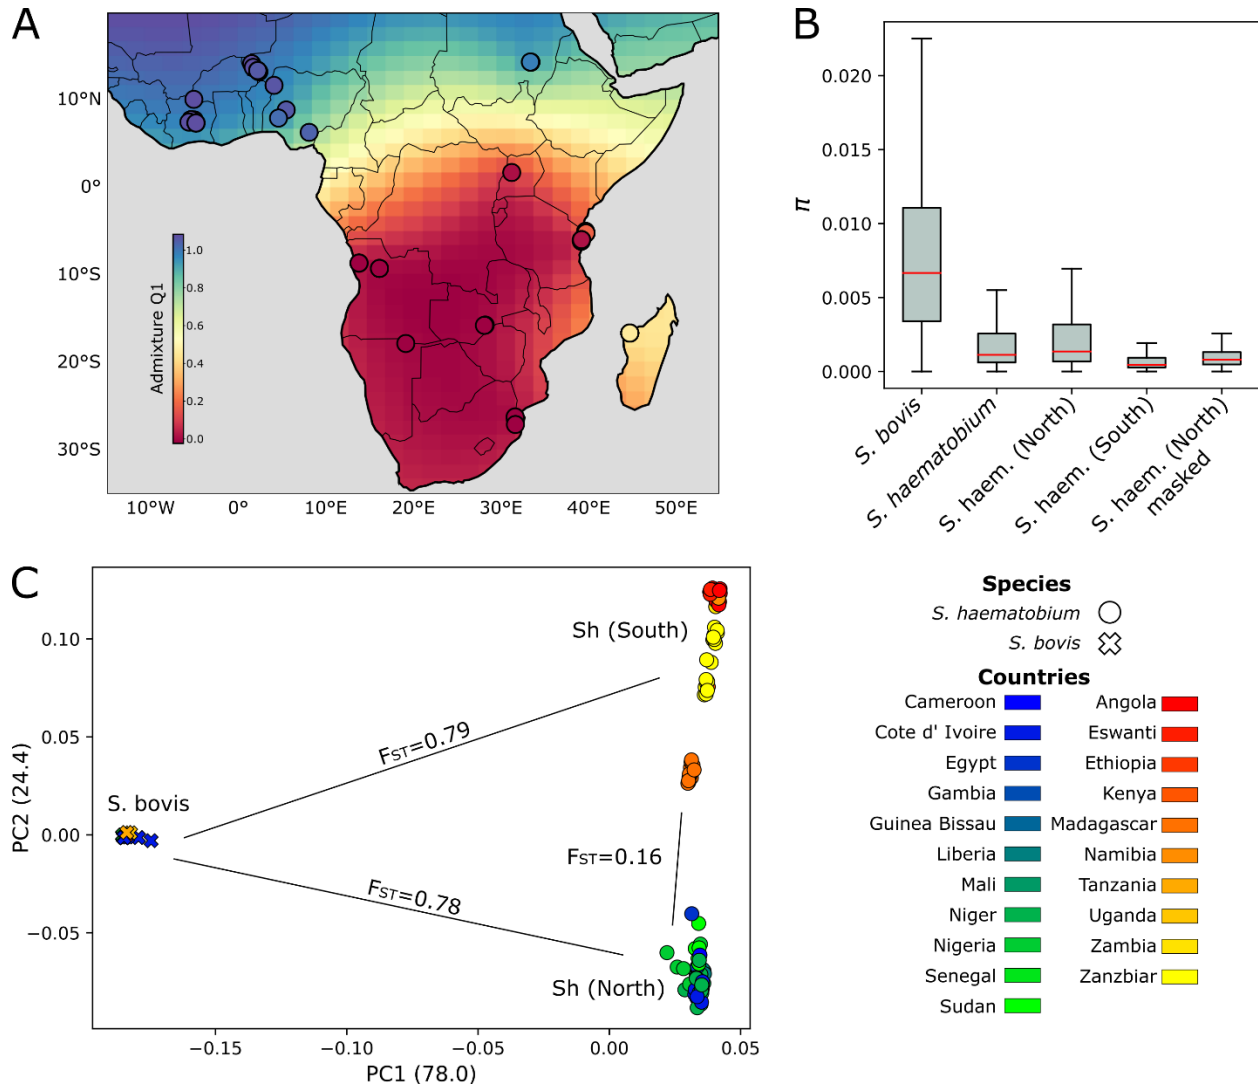 A
10°N
0°
10°S
20°S
30°S
10°W
0°
10°E
20°E
30°E
40°E
50°E
Admixture Q1
1.0
0.8
0.6
0.4
0.2
0.0
B
π
0.020
0.015
0.010
0.005
0.000
S. bovis
S. haematobium
S. haem. (North)
S. haem. (South)
S. haem. (North)
masked
C
PC2 (24.4)
0.10
0.05
0.00
−0.05
−0.15
−0.10
−0.05
0.00
0.05
PC1 (78.0)
Sh (South)
FST=0.79
S. bovis
FST=0.16
FST=0.78
Sh (North)
Species
S. haematobium
S. bovis
Countries
Cameroon
Cote d' Ivoire
Egypt
Gambia
Guinea Bissau
Liberia
Mali
Niger
Nigeria
Senegal
Sudan
Angola
Eswanti
Ethiopia
Kenya
Madagascar
Namibia
Tanzania
Uganda
Zambia
Zanzbiar